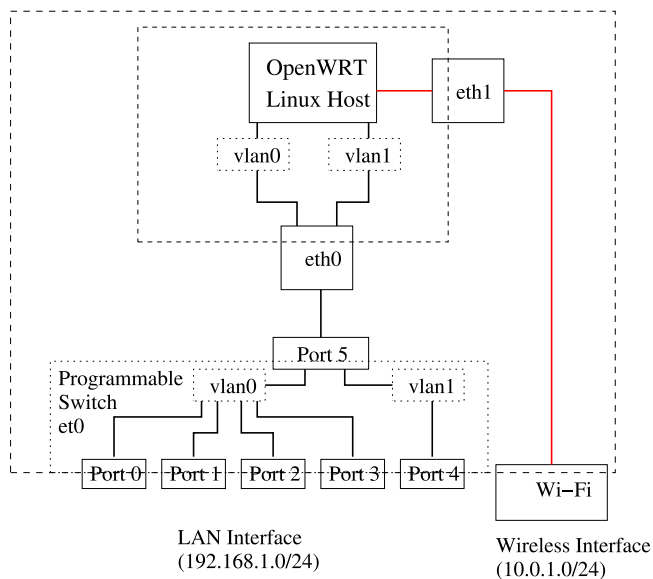 OpenWRT
Linux Host
eth1
vlan0
vlan1
eth0
Port 5
Programmable
Switch
et0
vlan0
vlan1
Port 0
Port 1
Port 2
Port 3
Port 4
Wi-Fi
LAN Interface
(192.168.1.0/24)
Wireless Interface
(10.0.1.0/24)